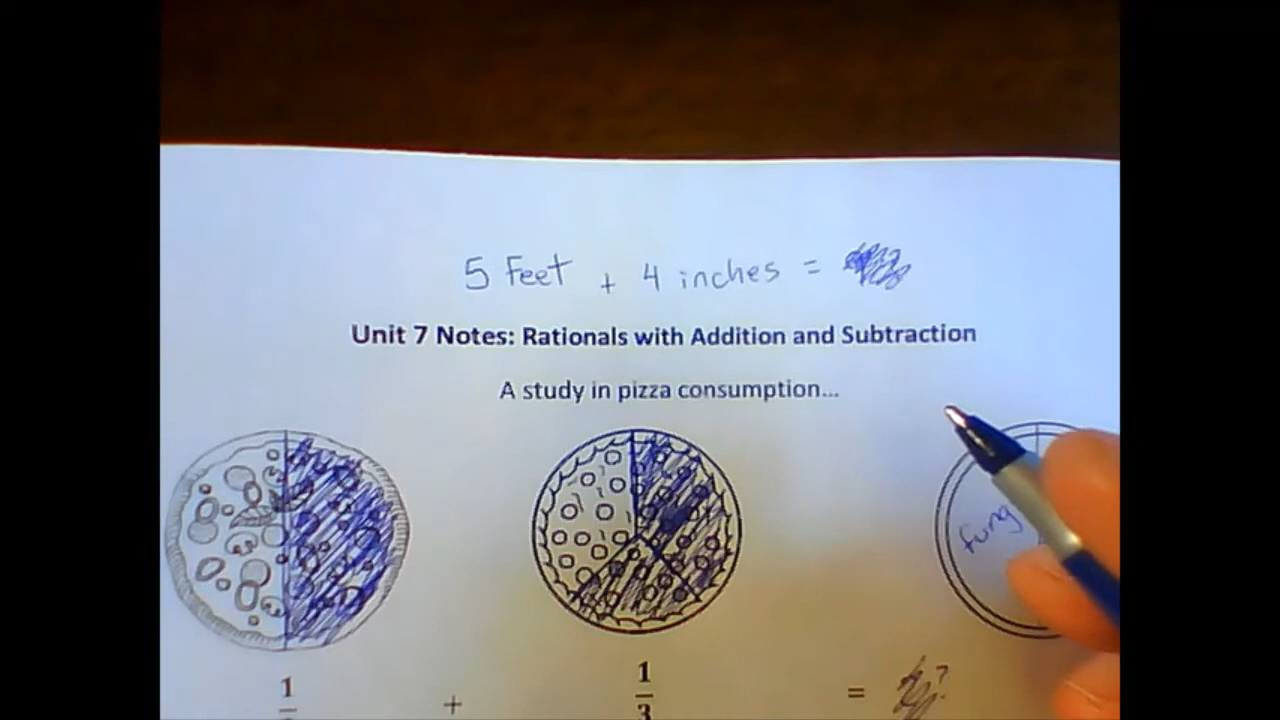 5 Feet + 4 inches =
Unit 7 Notes: Rationals with Addition and Subtraction
A study in pizza consumption...
fung
1 + 1/3 = ?